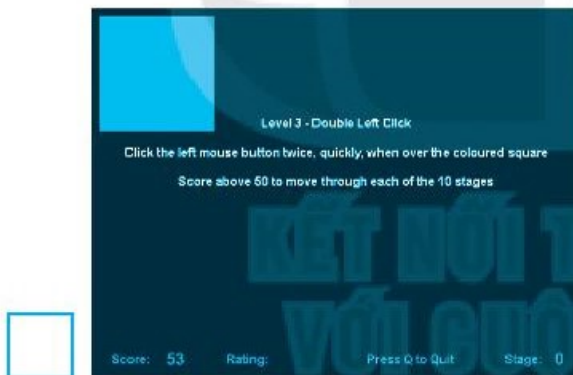 Level 3 - Double Left Click
Click the left mouse button twice, quickly, when over the coloured square
Score above 50 to move through each of the 10 stages
KẾT NỐI T
VỚI CUỘ
Score: 53 Rating: Press Q to Quit Stage: 0